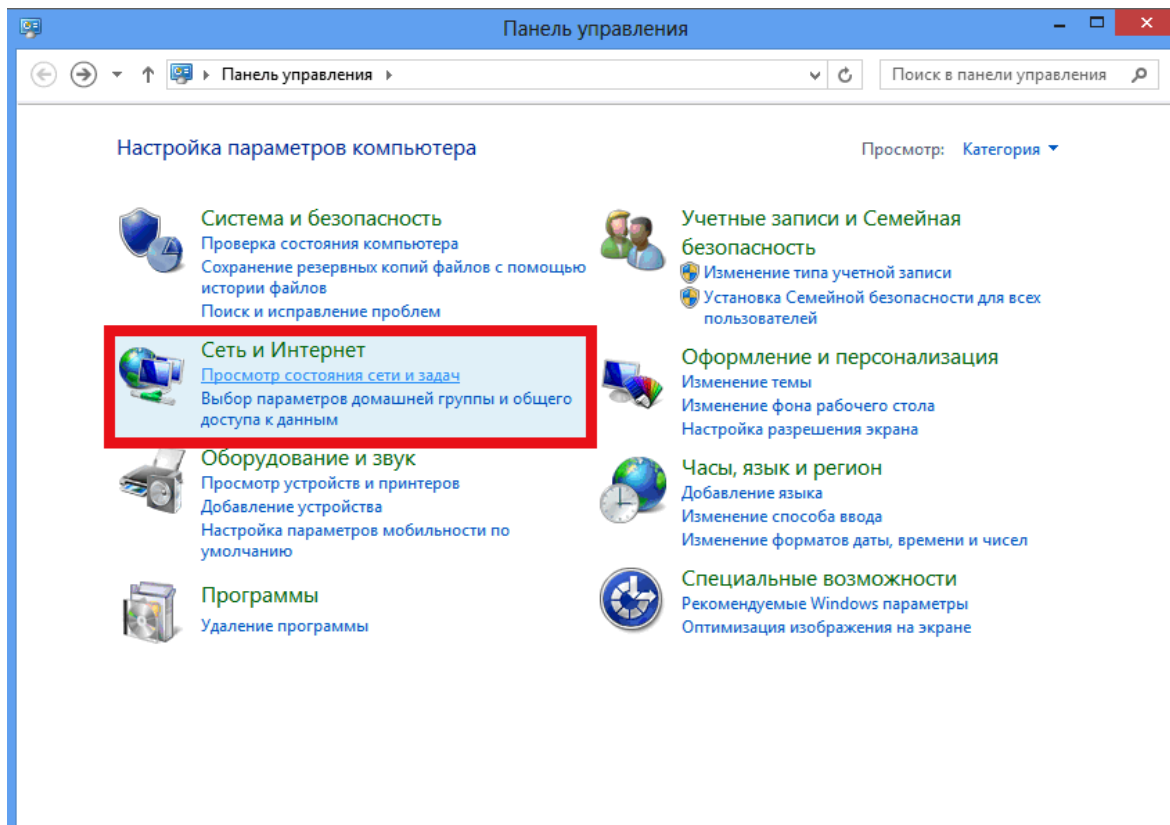 Панель управления
Панель управления
Поиск в панели управления
Настройка параметров компьютера
Просмотр: Категория
Система и безопасность
Проверка состояния компьютера
Сохранение резервных копий файлов с помощью
истории файлов
Поиск и исправление проблем
Сеть и Интернет
Просмотр состояния сети и задач
Выбор параметров домашней группы и общего
доступа к данным
Оборудование и звук
Просмотр устройств и принтеров
Добавление устройства
Настройка параметров мобильности по
умолчанию
Программы
Удаление программы
Учетные записи и Семейная
безопасность
Изменение типа учетной записи
Установка Семейной безопасности для всех
пользователей
Оформление и персонализация
Изменение темы
Изменение фона рабочего стола
Настройка разрешения экрана
Часы, язык и регион
Добавление языка
Изменение способа ввода
Изменение форматов даты, времени и чисел
Специальные возможности
Рекомендуемые Windows параметры
Оптимизация изображения на экране